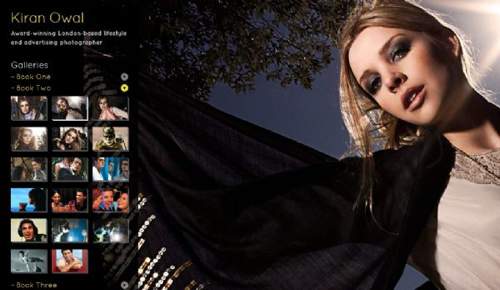 Kiran Owal
Award-winning London-based lifestyle
and advertising photographer
Galleries
– Book One
– Book Two
– Book Three